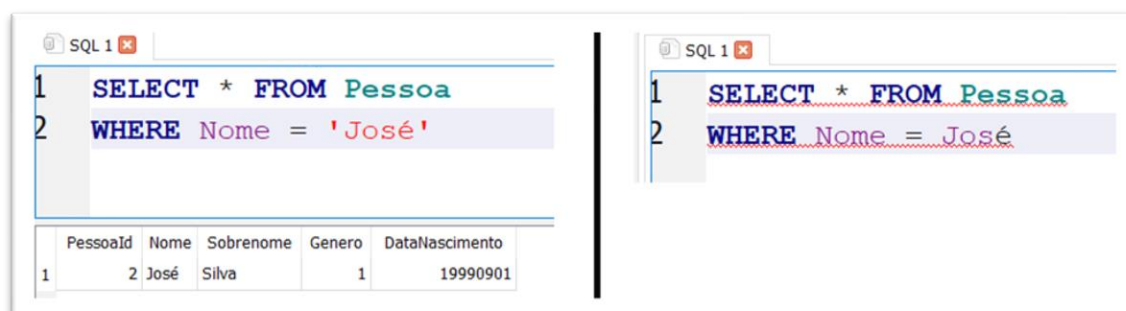 SQL 1
1 SELECT * FROM Pessoa
2 WHERE Nome = 'José'
PessoaId Nome Sobrenome Genero DataNascimento
1 2 José Silva 1 19990901
SQL 1
1 SELECT * FROM Pessoa
2 WHERE Nome = José